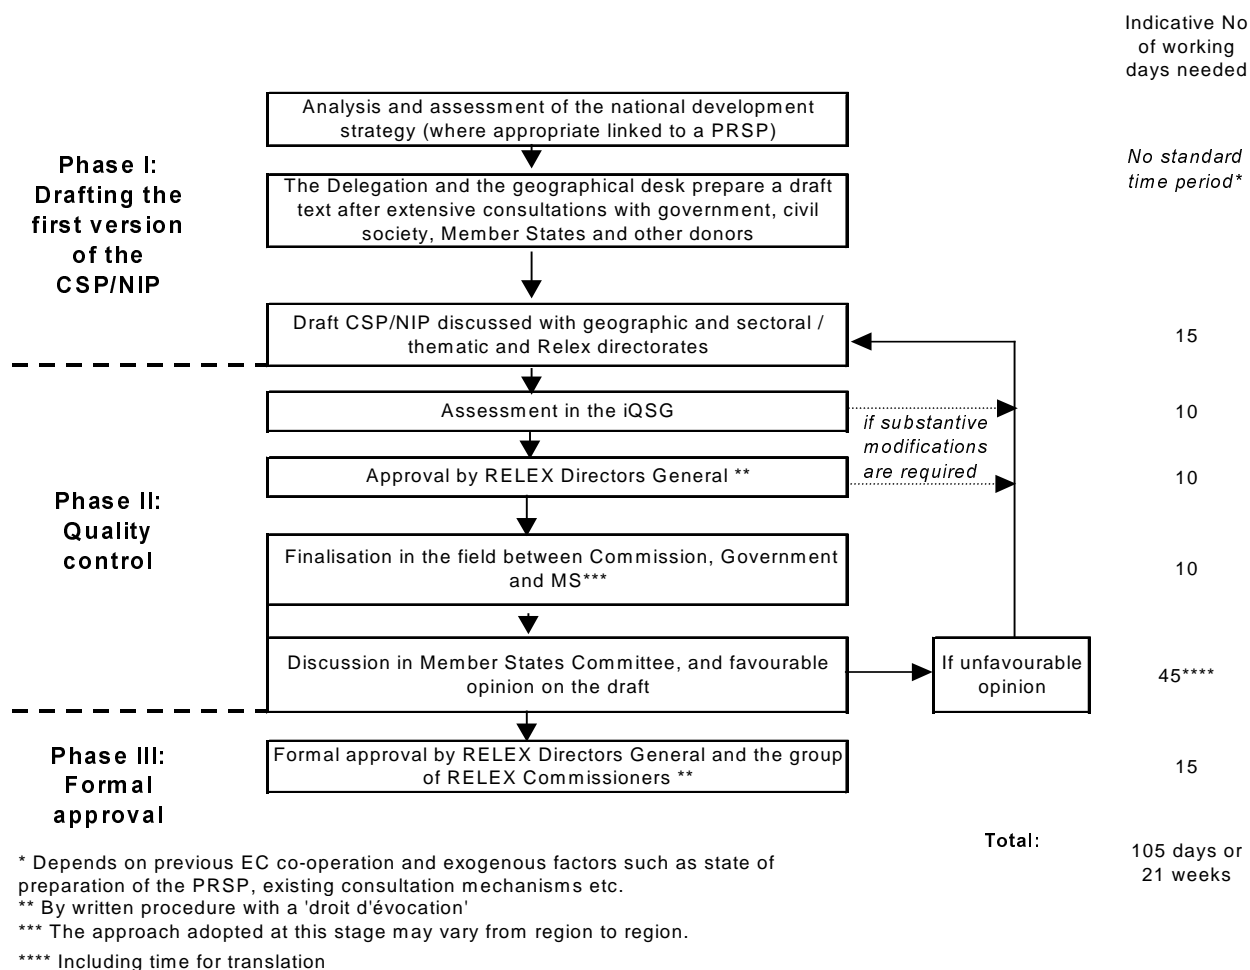 Indicative No
of working
days needed
Analysis and assessment of the national development
strategy (where appropriate linked to a PRSP)
Phase I:
Drafting the
first version
of the
CSP/NIP
No standard
time period*
The Delegation and the geographical desk prepare a draft
text after extensive consultations with government, civil
society, Member States and other donors
Draft CSP/NIP discussed with geographic and sectoral /
thematic and Relex directorates
15
Assessment in the iQSG
10
if substantive
modifications
are required
Approval by RELEX Directors General **
10
Phase II:
Quality
control
Finalisation in the field between Commission, Government
and MS***
10
Discussion in Member States Committee, and favourable
opinion on the draft
If unfavourable
opinion
45****
Phase III:
Formal
approval
Formal approval by RELEX Directors General and the group
of RELEX Commissioners **
15
Total:
105 days or
21 weeks
* Depends on previous EC co-operation and exogenous factors such as state of
preparation of the PRSP, existing consultation mechanisms etc.
** By written procedure with a 'droit d'évocation'
*** The approach adopted at this stage may vary from region to region.
**** Including time for translation